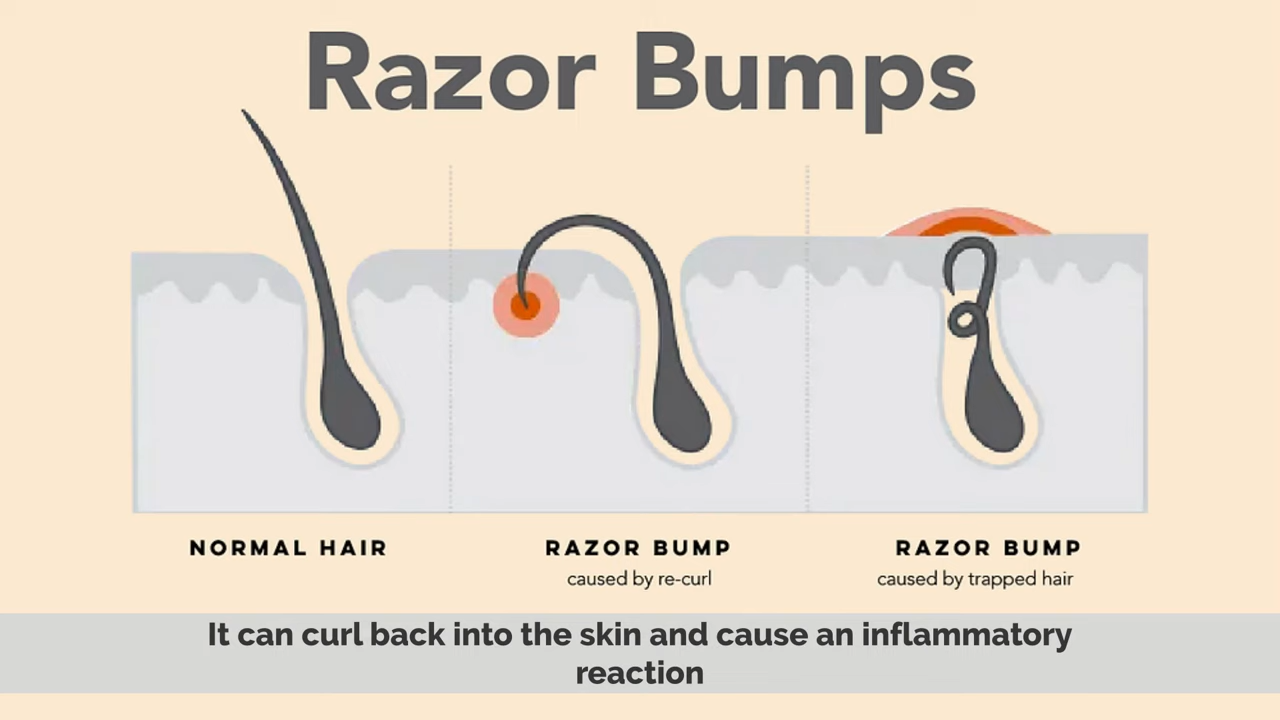 Razor Bumps
NORMAL HAIR
RAZOR BUMP
caused by re-curl
RAZOR BUMP
caused by trapped hair
It can curl back into the skin and cause an inflammatory
reaction